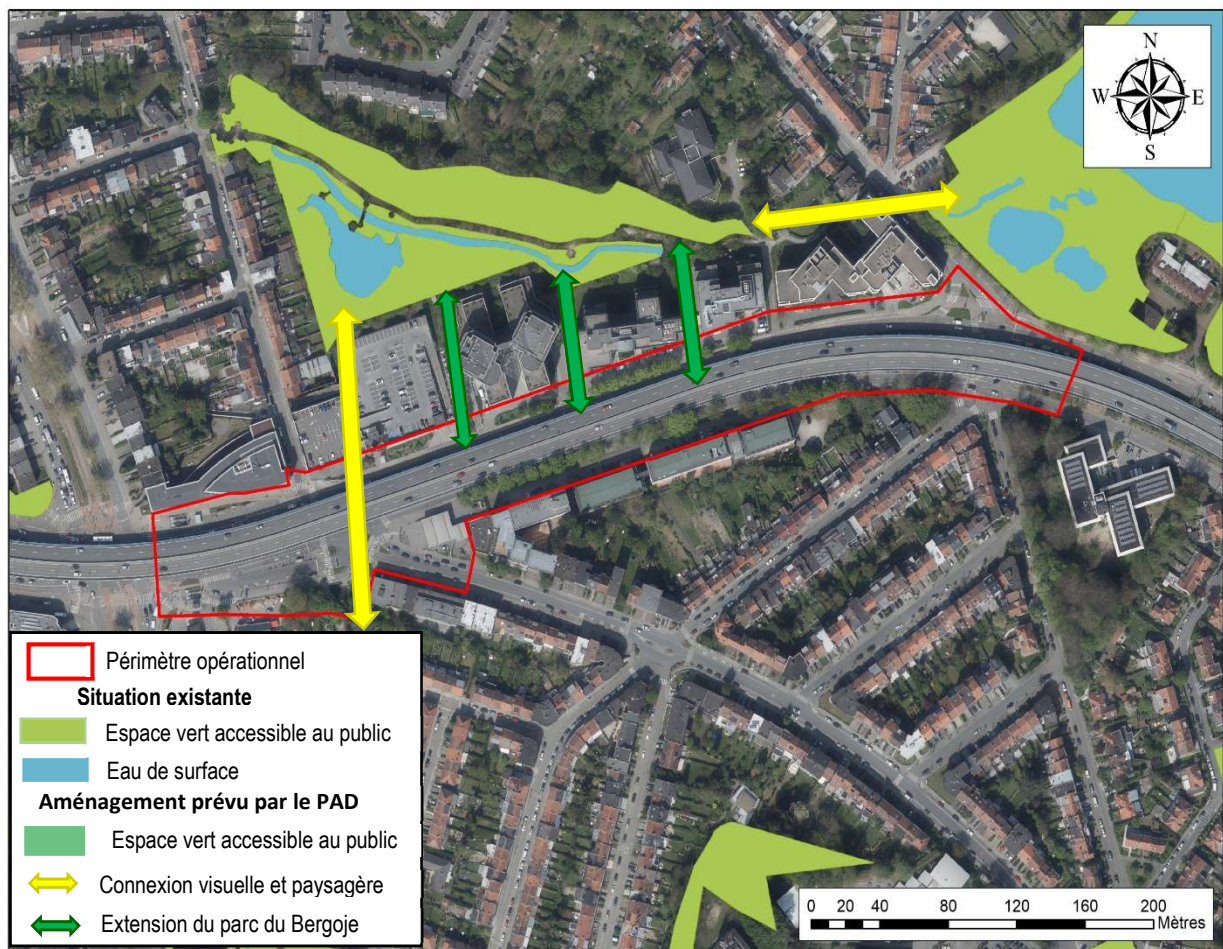 N
W E
S
Périmètre opérationnel
Situation existante
Espace vert accessible au public
Eau de surface
Aménagement prévu par le PAD
Espace vert accessible au public
Connexion visuelle et paysagère
Extension du parc du Bergoje
0 20 40 80 120 160 200
Mètres